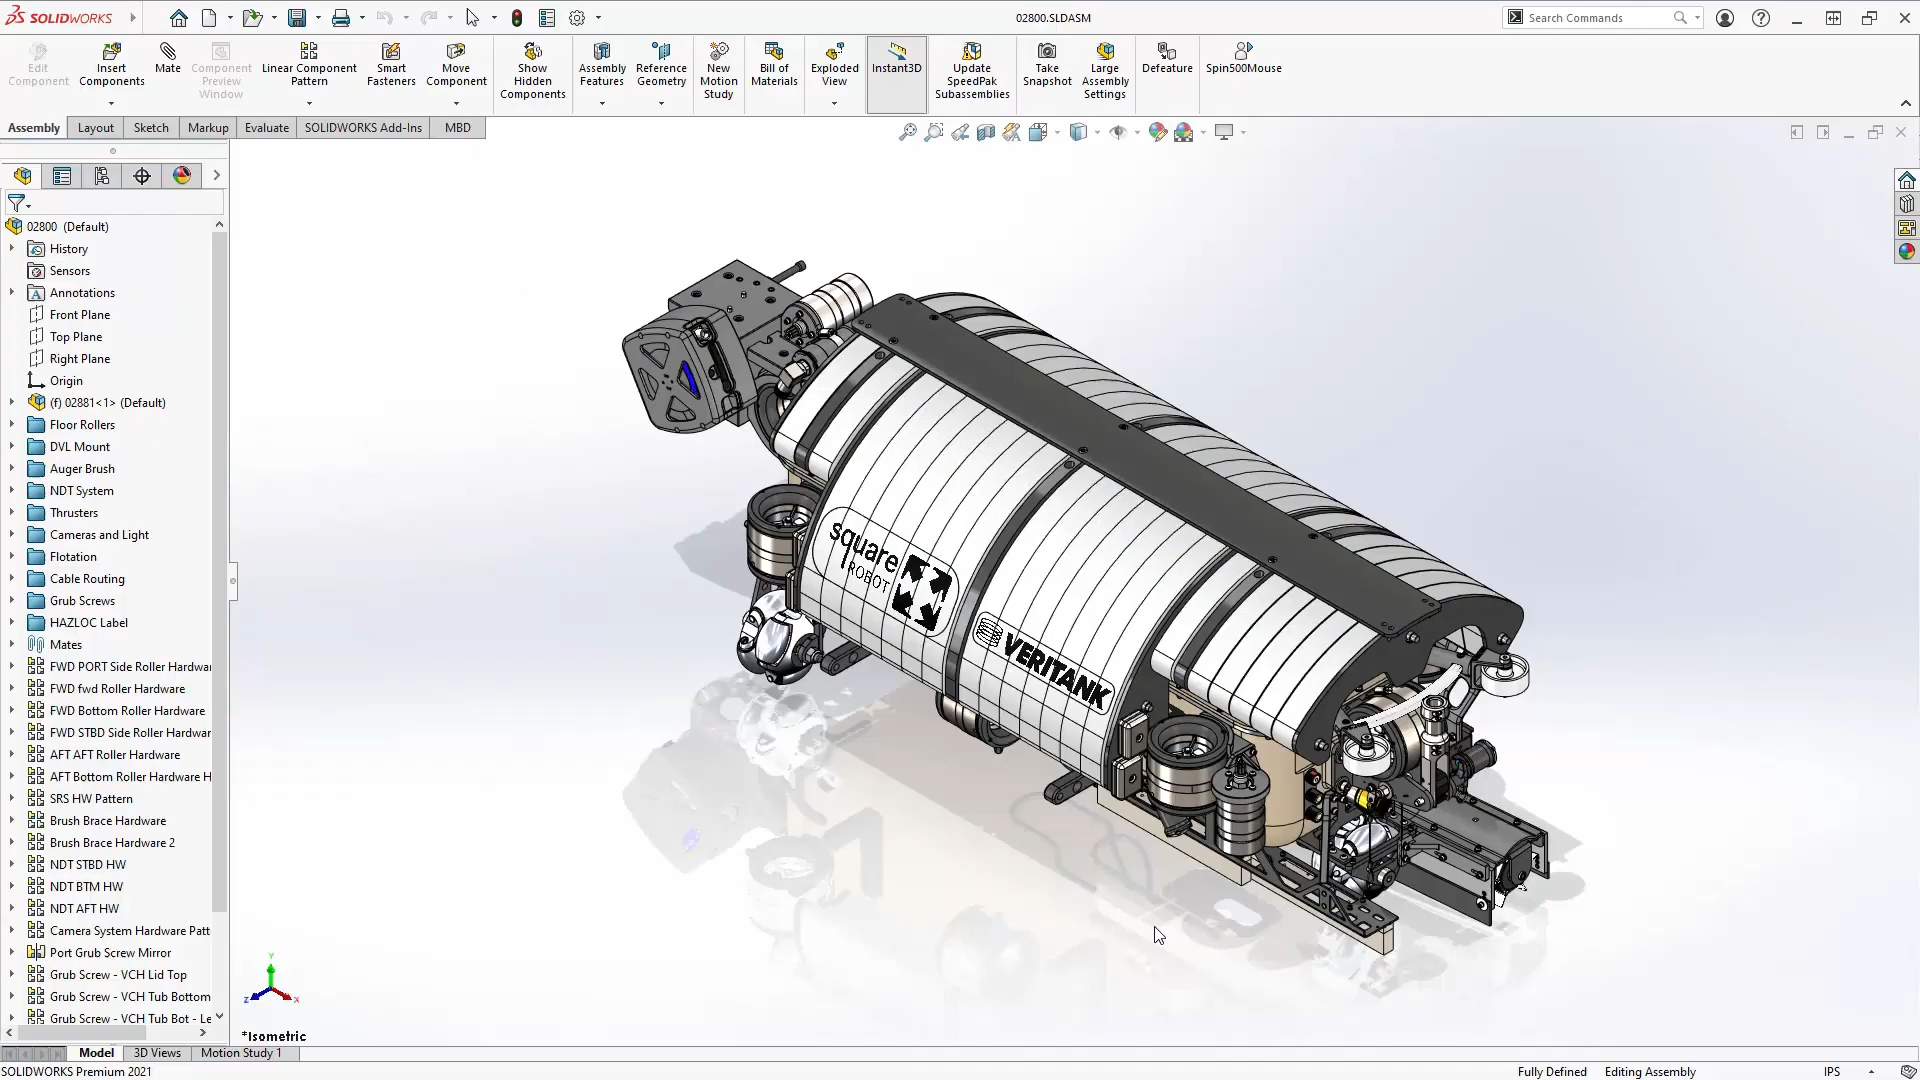 SOLIDWORKS
02800.SLDASM
Search Commands
Edit Component
Insert Components
Mate
Component Preview Window
Linear Component Pattern
Smart Fasteners
Move Component
Show Hidden Components
Assembly Features
Reference Geometry
New Motion Study
Bill of Materials
Exploded View
Instant3D
Update SpeedPak Subassemblies
Take Snapshot
Large Assembly Settings
Defeature
Spin500Mouse
Assembly
Layout
Sketch
Markup
Evaluate
SOLIDWORKS Add-Ins
MBD
02800 (Default)
History
Sensors
Annotations
Front Plane
Top Plane
Right Plane
Origin
(f) 02881<1> (Default)
Floor Rollers
DVL Mount
Auger Brush
NDT System
Thrusters
Cameras and Light
Flotation
Cable Routing
Grub Screws
HAZLOC Label
Mates
FWD PORT Side Roller Hardwar
FWD fwd Roller Hardware
FWD Bottom Roller Hardware
FWD STBD Side Roller Hardwar
AFT AFT Roller Hardware
AFT Bottom Roller Hardware H
SRS HW Pattern
Brush Brace Hardware
Brush Brace Hardware 2
NDT STBD HW
NDT BTM HW
NDT AFT HW
Camera System Hardware Patt
Port Grub Screw Mirror
Grub Screw - VCH Lid Top
Grub Screw - VCH Tub Bottom
Grub Screw - VCH Tub Bot - Le
square
ROBOT
VERITANK
Y
Z
X
*Isometric
Model
3D Views
Motion Study 1
SOLIDWORKS Premium 2021
Fully Defined
Editing Assembly
IPS